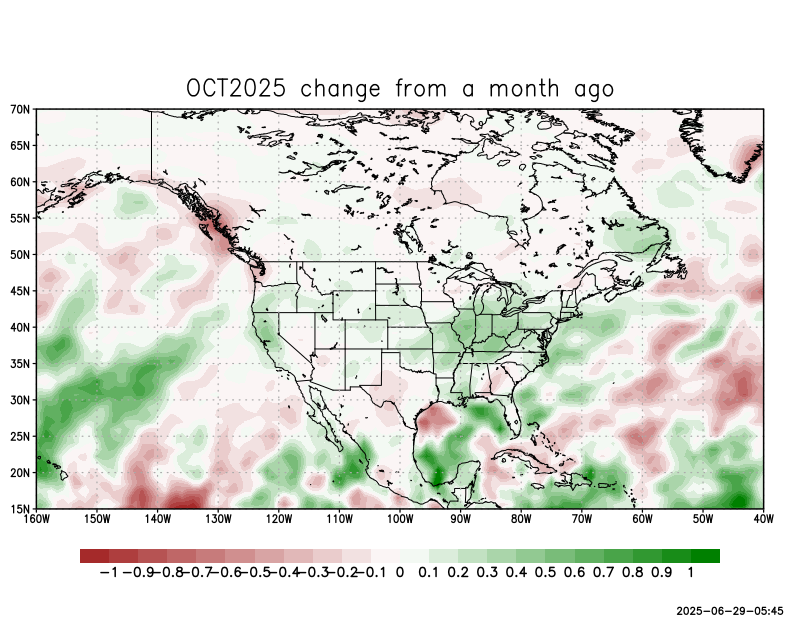 OCT2025 change from a month ago
70N
65N
60N
55N
50N
45N
40N
35N
30N
25N
20N
15N
160W 150W 140W 130W 120W 110W 100W 90W 80W 70W 60W 50W 40W
−1 −0.9 −0.8 −0.7 −0.6 −0.5 −0.4 −0.3 −0.2 −0.1 0 0.1 0.2 0.3 0.4 0.5 0.6 0.7 0.8 0.9 1
2025−06−29−05:45